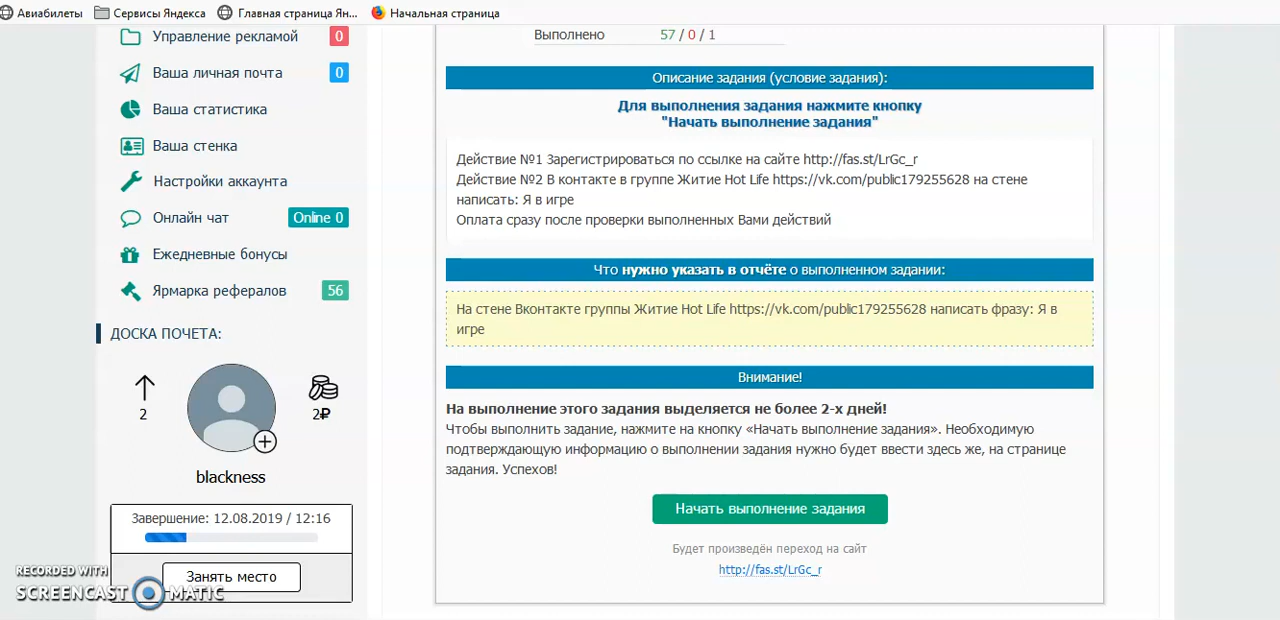 Авиабилеты Сервисы Яндекса Главная страница Ян... Начальная страница
Управление рекламой 0
Ваша личная почта 0
Ваша статистика
Ваша стенка
Настройки аккаунта
Онлайн чат Online 0
Ежедневные бонусы
Ярмарка рефералов 56
ДОСКА ПОЧЕТА:
2
2₽
blackness
Завершение: 12.08.2019 / 12:16
Занять место
RECORDED WITH
SCREENCAST MATIC
Выполнено 57 / 0 / 1
Описание задания (условие задания):
Для выполнения задания нажмите кнопку
"Начать выполнение задания"
Действие №1 Зарегистрироваться по ссылке на сайте http://fas.st/LrGc_r
Действие №2 В контакте в группе Житие Hot Life https://vk.com/public179255628 на стене
написать: Я в игре
Оплата сразу после проверки выполненных Вами действий
Что нужно указать в отчёте о выполненном задании:
На стене Вконтакте группы Житие Hot Life https://vk.com/public179255628 написать фразу: Я в
игре
Внимание!
На выполнение этого задания выделяется не более 2-х дней!
Чтобы выполнить задание, нажмите на кнопку «Начать выполнение задания». Необходимую
подтверждающую информацию о выполнении задания нужно будет ввести здесь же, на странице
задания. Успехов!
Начать выполнение задания
Будет произведён переход на сайт
http://fas.st/LrGc_r